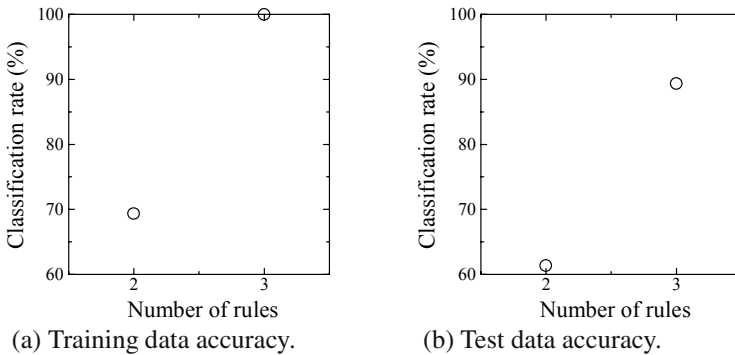 100
90
80
70
60
Classification rate (%)
2
3
Number of rules
(a) Training data accuracy.
100
90
80
70
60
Classification rate (%)
2
3
Number of rules
(b) Test data accuracy.